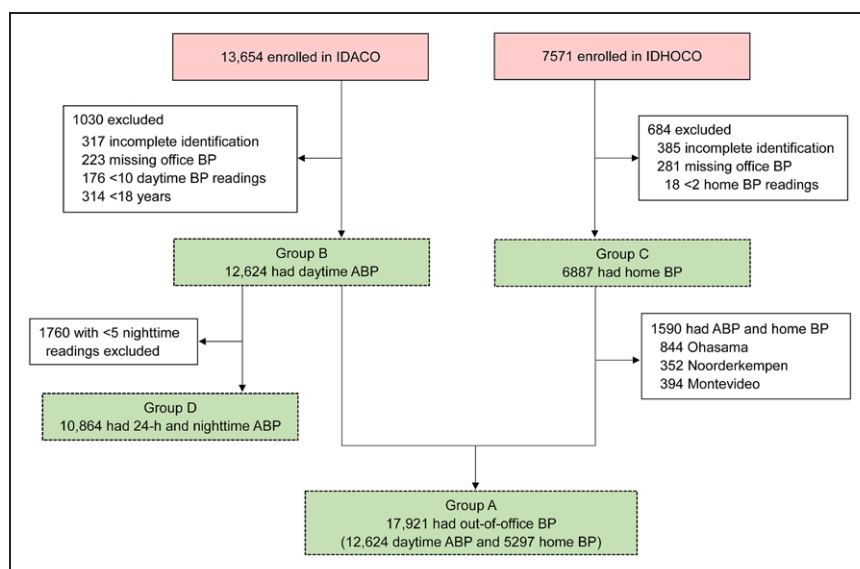 13,654 enrolled in IDACO
7571 enrolled in IDHOCO
1030 excluded
317 incomplete identification
223 missing office BP
176 <10 daytime BP readings
314 <18 years
684 excluded
385 incomplete identification
281 missing office BP
18 <2 home BP readings
Group B
12,624 had daytime ABP
Group C
6887 had home BP
1760 with <5 nighttime
readings excluded
1590 had ABP and home BP
844 Ohasama
352 Noorderkempen
394 Montevideo
Group D
10,864 had 24-h and nighttime ABP
Group A
17,921 had out-of-office BP
(12,624 daytime ABP and 5297 home BP)